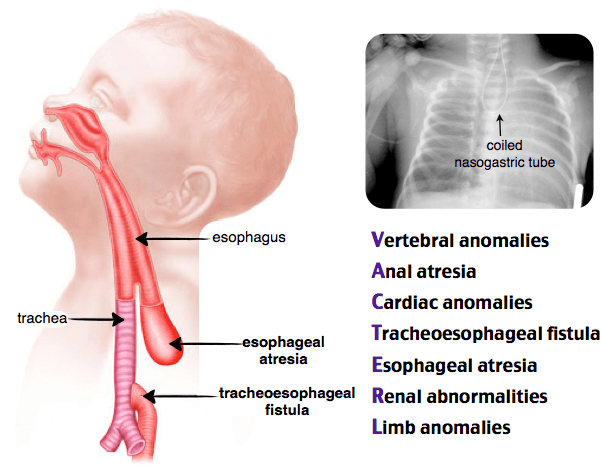 coiled
nasogastric tube
esophagus
trachea
esophageal
atresia
tracheoesophageal
fistula
Vertebral anomalies
Anal atresia
Cardiac anomalies
Tracheoesophageal fistula
Esophageal atresia
Renal abnormalities
Limb anomalies